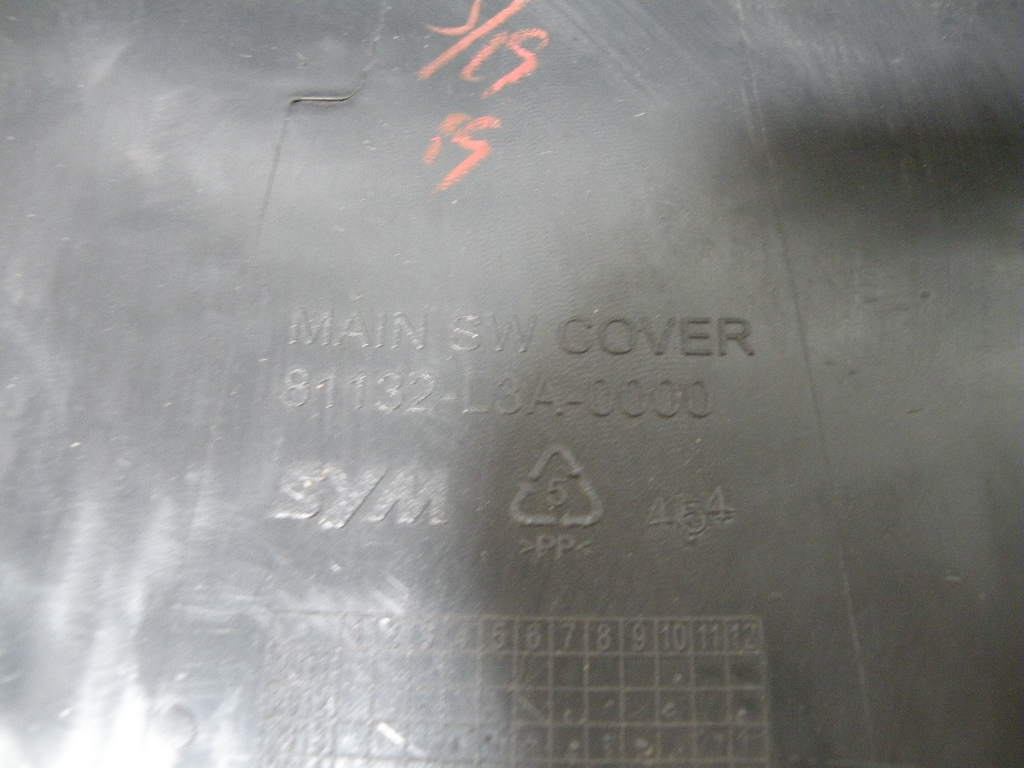 MAIN SW COVER
81132-L3A-0000
SYM
5
>PP<
2 3 4 5 6 7 8 9 10 11 12